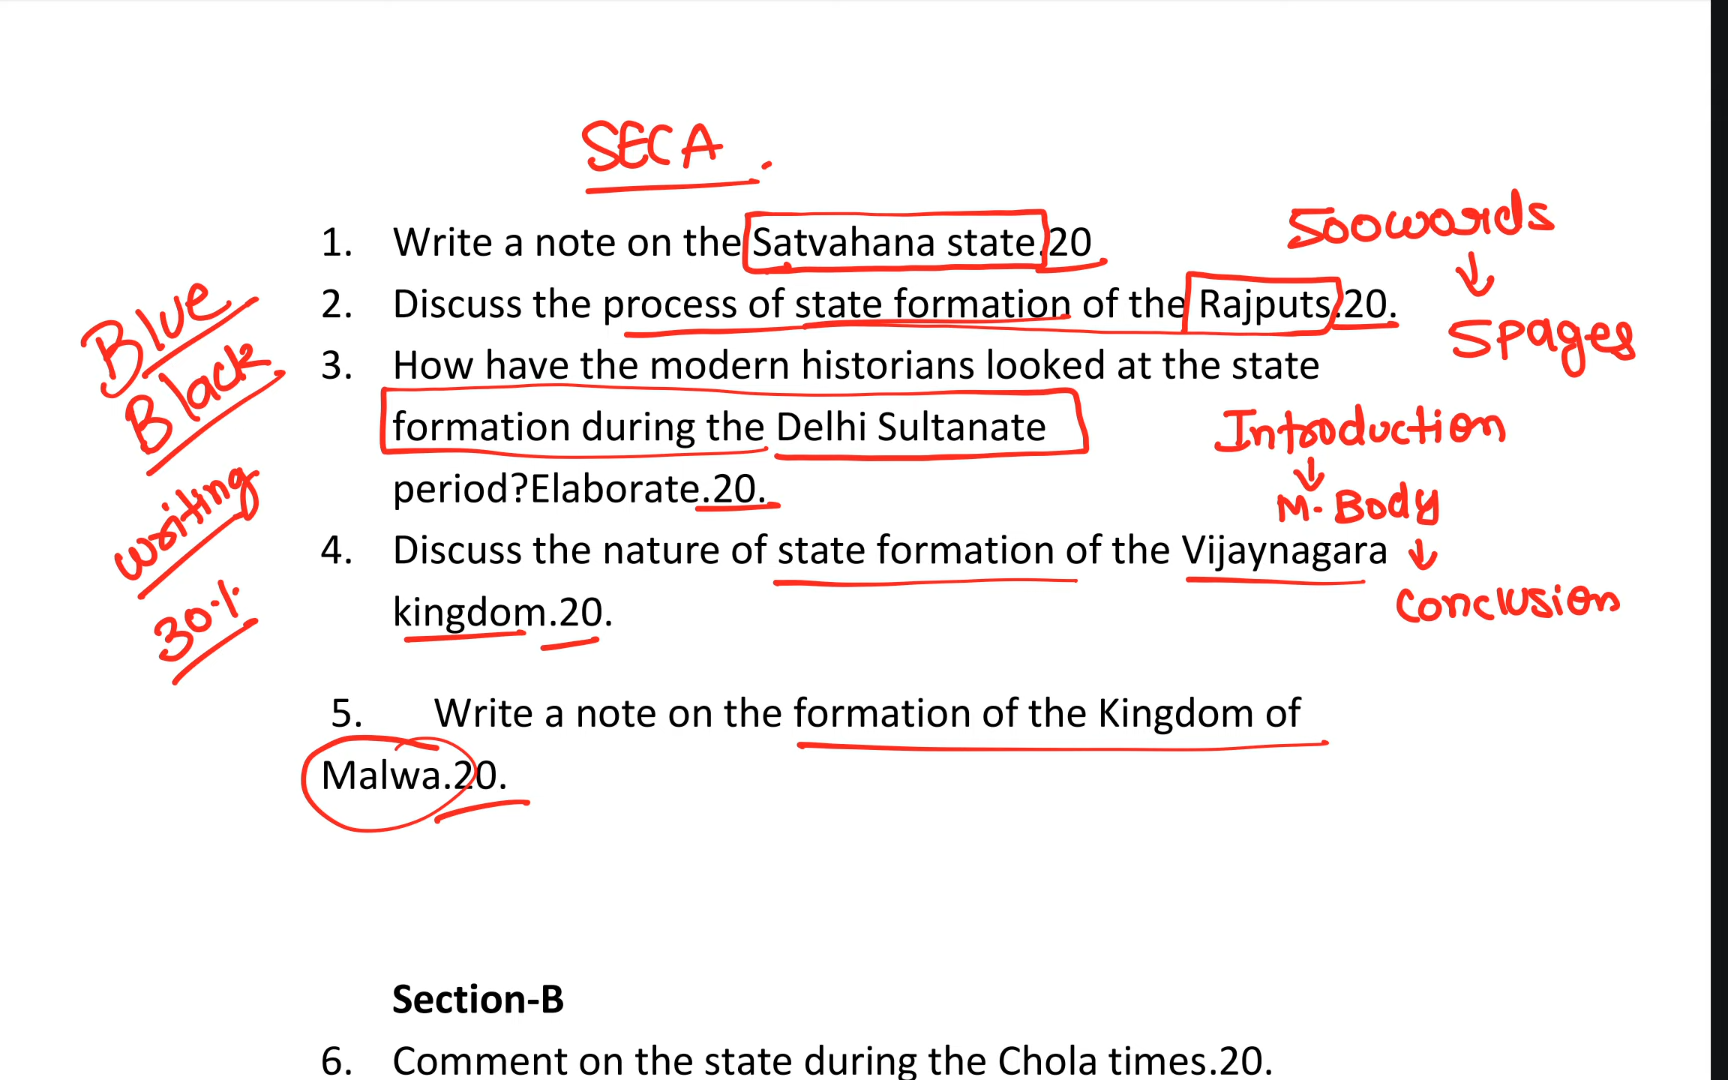 SEC A.
1. Write a note on the Satvahana state.20
2. Discuss the process of state formation of the Rajputs.20.
3. How have the modern historians looked at the state
formation during the Delhi Sultanate
period?Elaborate.20.
4. Discuss the nature of state formation of the Vijaynagara
kingdom.20.
5. Write a note on the formation of the Kingdom of
Malwa.20.
Section-B
6. Comment on the state during the Chola times.20.
Blue
Black
writing
30%
500words
↓
5pages
Introduction
↓
M. Body
↓
Conclusion